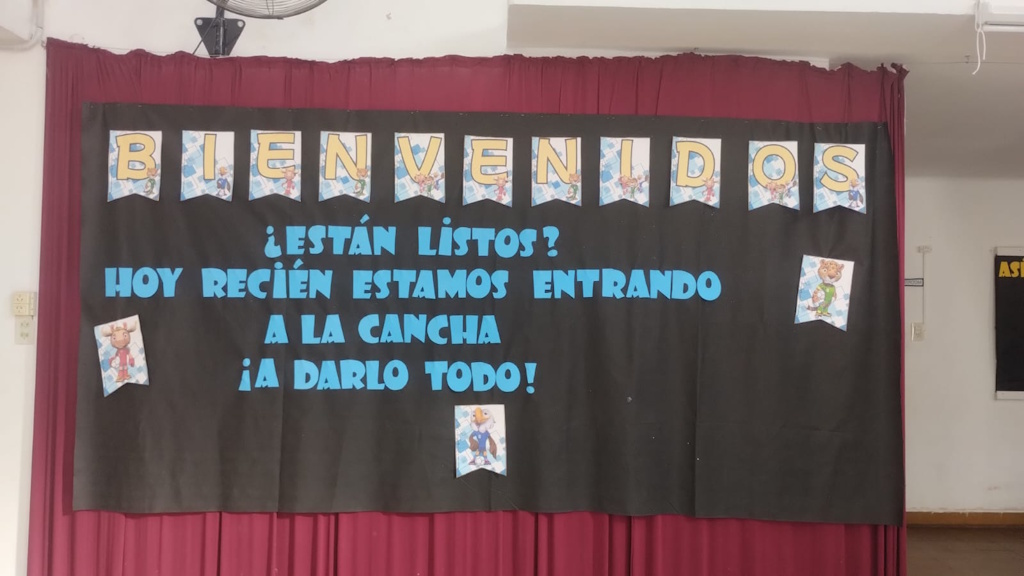 BIENVENIDOS
¿ESTÁN LISTOS?
HOY RECIÉN ESTAMOS ENTRANDO
A LA CANCHA
¡A DARLO TODO!